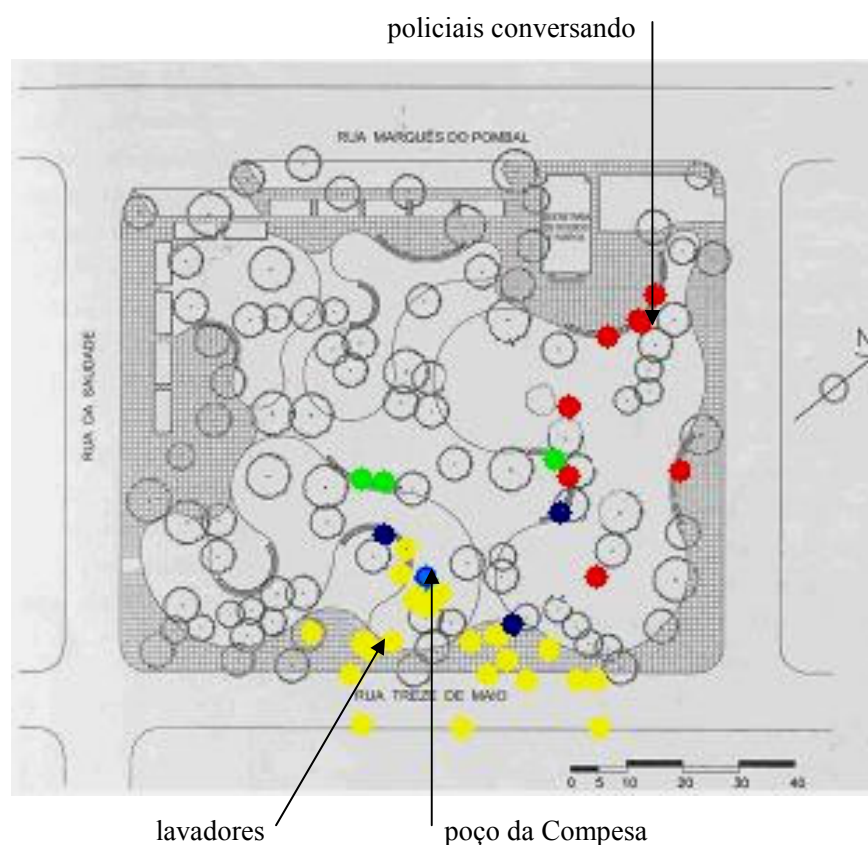 policiais conversando
RUA MARQUÊS DO POMBAL
RUA DA SAUDADE
N
RUA TREZE DE MAIO
0 5 10 20 30 40
lavadores
poço da Compesa